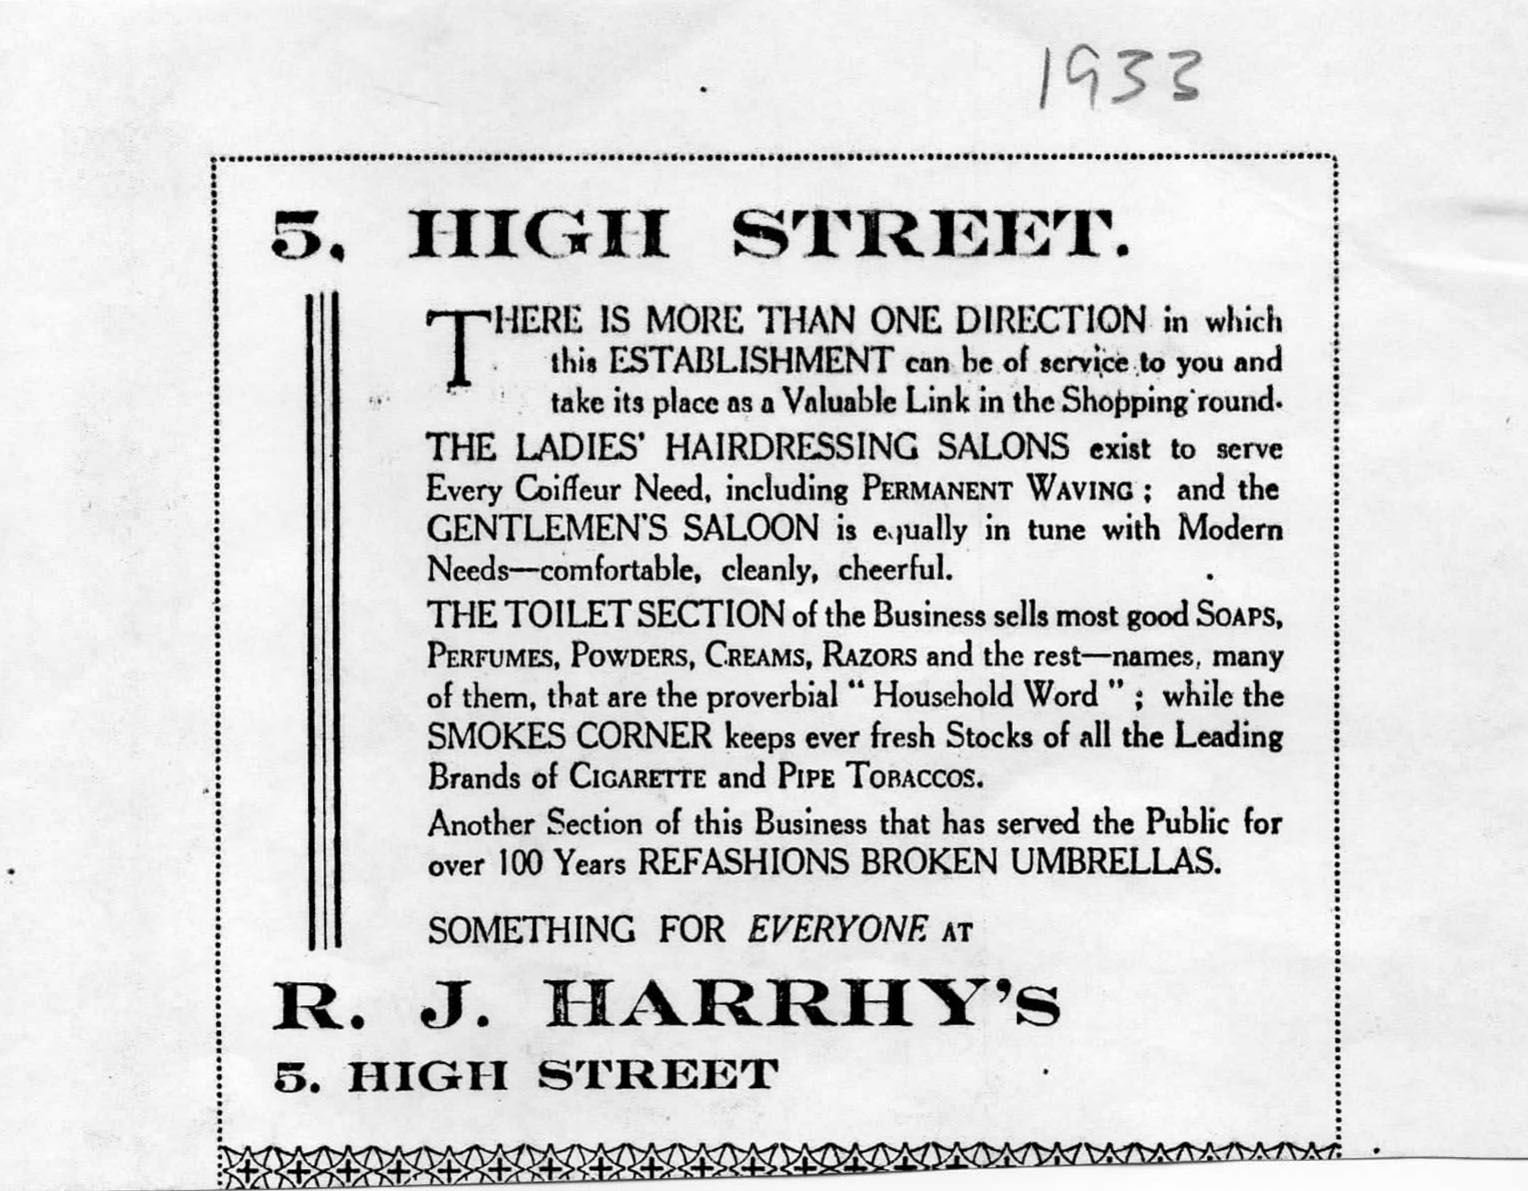 1933
5, HIGH STREET.
THERE IS MORE THAN ONE DIRECTION in which
this ESTABLISHMENT can be of service to you and
take its place as a Valuable Link in the Shopping round.
THE LADIES' HAIRDRESSING SALONS exist to serve
Every Coiffeur Need, including PERMANENT WAVING; and the
GENTLEMEN'S SALOON is equally in tune with Modern
Needs—comfortable, cleanly, cheerful.
THE TOILET SECTION of the Business sells most good SOAPS,
PERFUMES, POWDERS, CREAMS, RAZORS and the rest—names, many
of them, that are the proverbial "Household Word"; while the
SMOKES CORNER keeps ever fresh Stocks of all the Leading
Brands of CIGARETTE and PIPE TOBACCOS.
Another Section of this Business that has served the Public for
over 100 Years REFASHIONS BROKEN UMBRELLAS.
SOMETHING FOR EVERYONE AT
R. J. HARRHY'S
5. HIGH STREET